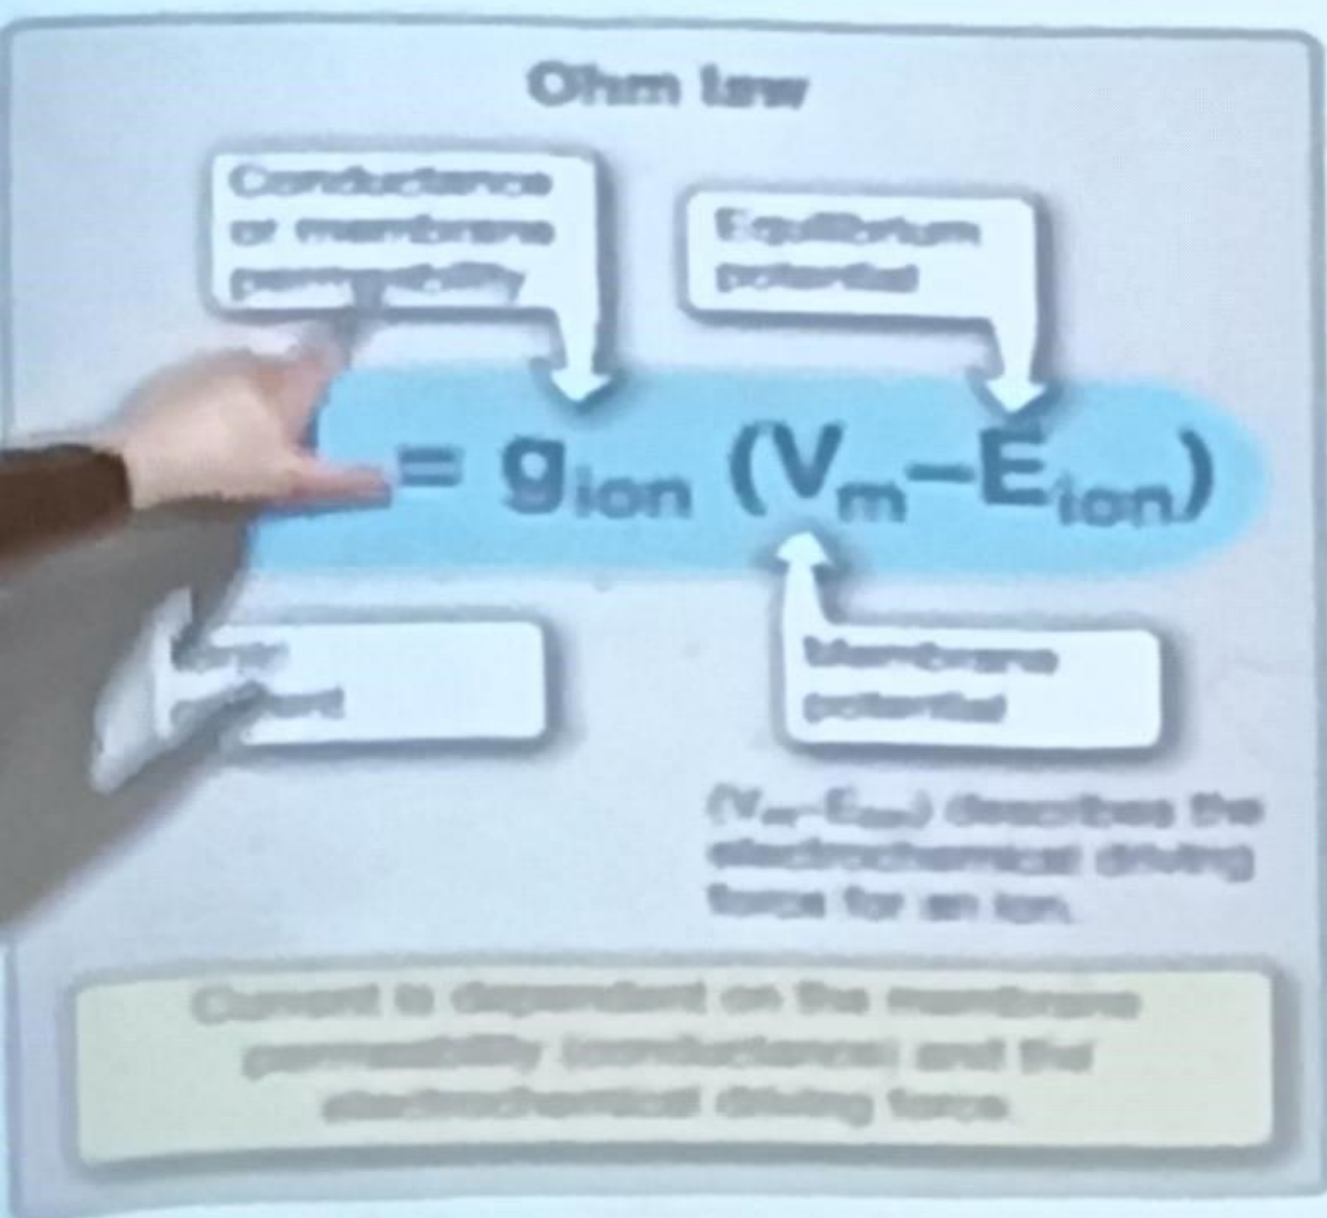 Ohm law
Conductance
or membrane
permeability
Equilibrium
potential
= gion (Vm–Eion)
Membrane
potential
(Vm–Eion) describes the
electrochemical driving
force for an ion.
Current is dependent on the membrane
permeability (conductance) and the
electrochemical driving force.